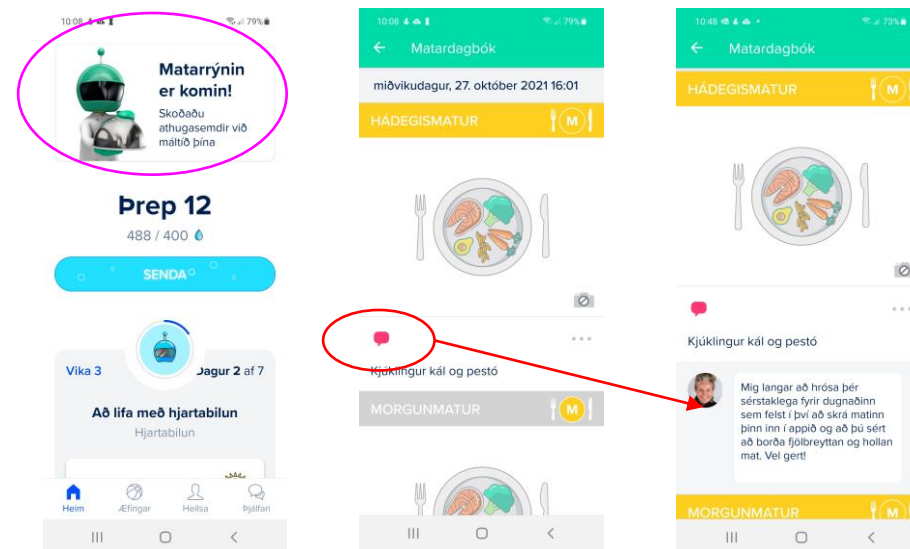 10:08
79%
Matarrýnin
er komin!
Skoðaðu
athugasemdir við
máltíð þína
Þrep 12
488 / 400
SENDA
Vika 3
Dagur 2 af 7
Að lifa með hjartabilun
Hjartabilun
Heim
Æfingar
Heilsa
Þjálfari
10:08
79%
Matardagbók
miðvikudagur, 27. október 2021 16:01
HÁDEGISMATUR
M
Kjúklingur kál og pestó
MORGUNMATUR
M
10:48
73%
Matardagbók
HÁDEGISMATUR
M
Kjúklingur kál og pestó
Mig langar að hrósa þér
sérstaklega fyrir dugnaðinn
sem felst í því að skrá matinn
þinn inn í appið og að þú sért
að borða fjölbreyttan og hollan
mat. Vel gert!
MORGUNMATUR
M